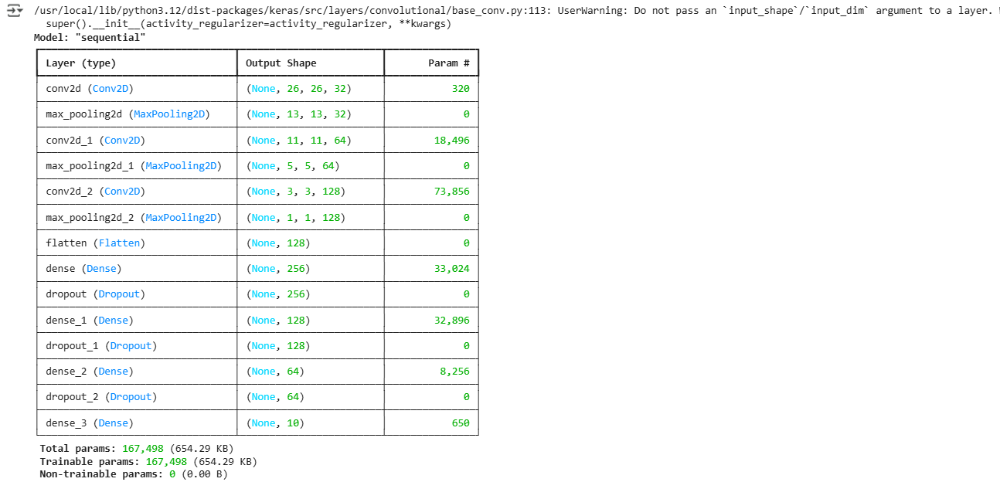 /usr/local/lib/python3.12/dist-packages/keras/src/layers/convolutional/base_conv.py:113: UserWarning: Do not pass an `input_shape`/`input_dim` argument to a layer.
super().__init__(activity_regularizer=activity_regularizer, **kwargs)
Model: "sequential"
Layer (type) Output Shape Param #
conv2d (Conv2D) (None, 26, 26, 32) 320
max_pooling2d (MaxPooling2D) (None, 13, 13, 32) 0
conv2d_1 (Conv2D) (None, 11, 11, 64) 18,496
max_pooling2d_1 (MaxPooling2D) (None, 5, 5, 64) 0
conv2d_2 (Conv2D) (None, 3, 3, 128) 73,856
max_pooling2d_2 (MaxPooling2D) (None, 1, 1, 128) 0
flatten (Flatten) (None, 128) 0
dense (Dense) (None, 256) 33,024
dropout (Dropout) (None, 256) 0
dense_1 (Dense) (None, 128) 32,896
dropout_1 (Dropout) (None, 128) 0
dense_2 (Dense) (None, 64) 8,256
dropout_2 (Dropout) (None, 64) 0
dense_3 (Dense) (None, 10) 650
Total params: 167,498 (654.29 KB)
Trainable params: 167,498 (654.29 KB)
Non-trainable params: 0 (0.00 B)